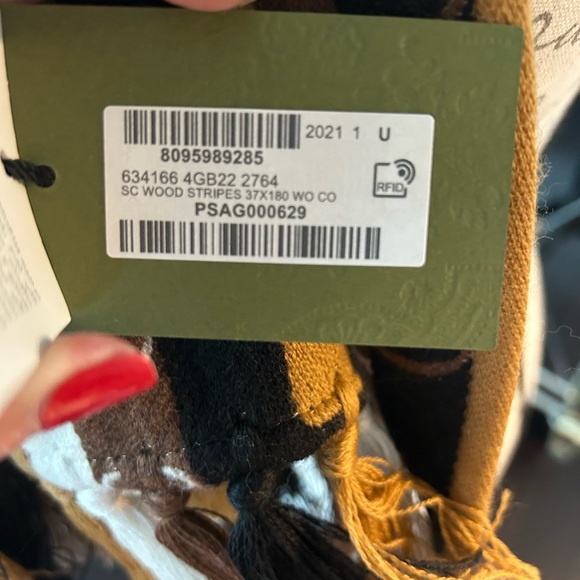 2021 1 U
8095989285
634166 4GB22 2764
SC WOOD STRIPES 37X180 WO CO
RFID
PSAG000629